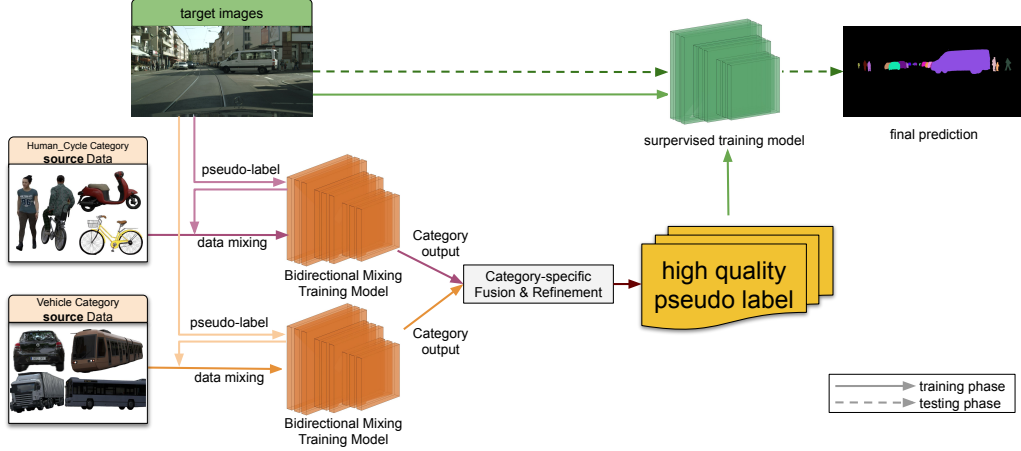 target images
Human_Cycle Category
source Data
pseudo-label
data mixing
Bidirectional Mixing
Training Model
Category
output
Vehicle Category
source Data
pseudo-label
data mixing
Bidirectional Mixing
Training Model
Category
output
Category-specific
Fusion & Refinement
high quality
pseudo label
surpervised training model
final prediction
training phase
testing phase